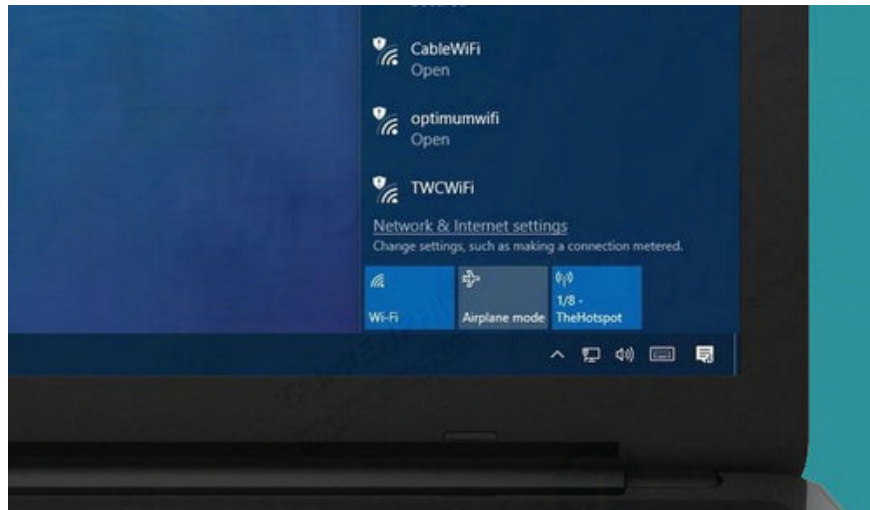 CableWiFi
Open
optimumwifi
Open
TWCWiFi
Network & Internet settings
Change settings, such as making a connection metered.
Wi-Fi
Airplane mode
1/8 -
TheHotspot